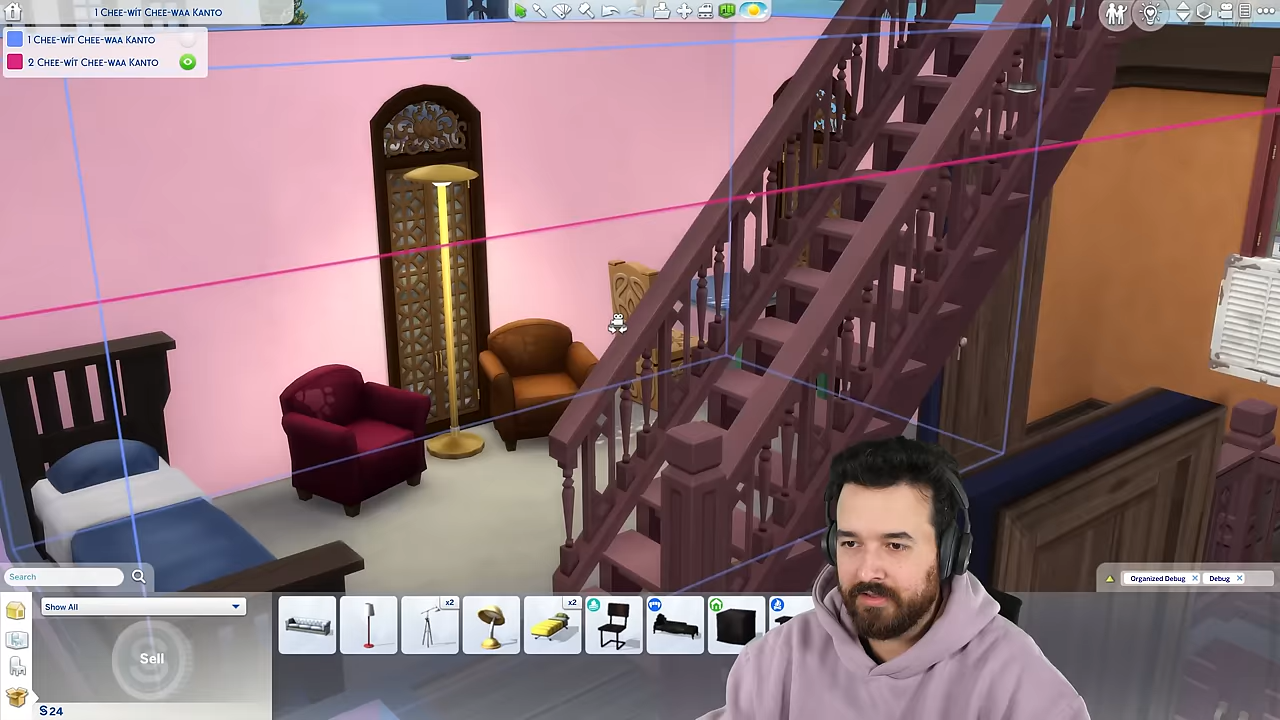 1 Chee-wit Chee-waa Kanto
1 Chee-wit Chee-waa Kanto
2 Chee-wit Chee-waa Kanto
Search
Show All
Sell
§24
x2
x2
Organized Debug
Debug